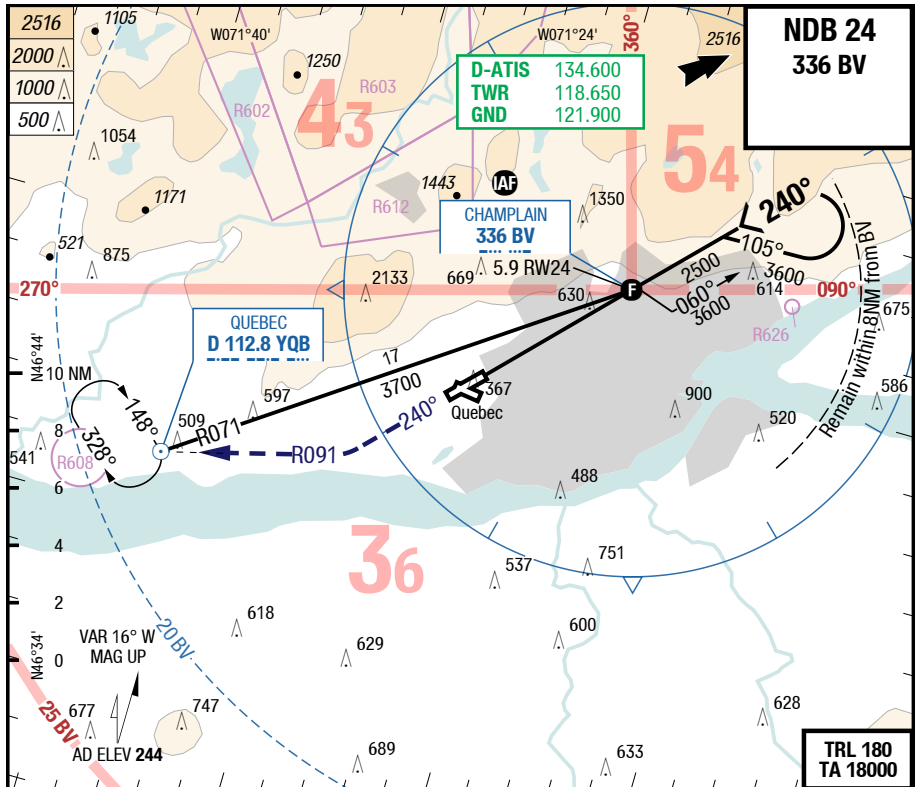 2516
2000
1000
500
1105
W071°40'
1250
W071°24'
360°
2516
NDB 24
336 BV
D-ATIS 134.600
TWR 118.650
GND 121.900
R603
R602
43
54
1054
1171
1443
IAF
R612
1350
CHAMPLAIN
336 BV
240°
105°
521
875
2133
669
5.9 RW24
2500
3600
270°
630
F
060°
3600
614
090°
R626
675
Remain within 8NM from BV
QUEBEC
D 112.8 YQB
N46°44'
10 NM
17
3700
367
Quebec
240°
597
509
R071
R091
148°
328°
R608
541
8
6
4
2
0
900
520
586
488
36
537
751
618
629
600
N46°34'
VAR 16° W
MAG UP
20 BV
25 BV
677
747
628
AD ELEV 244
689
633
TRL 180
TA 18000